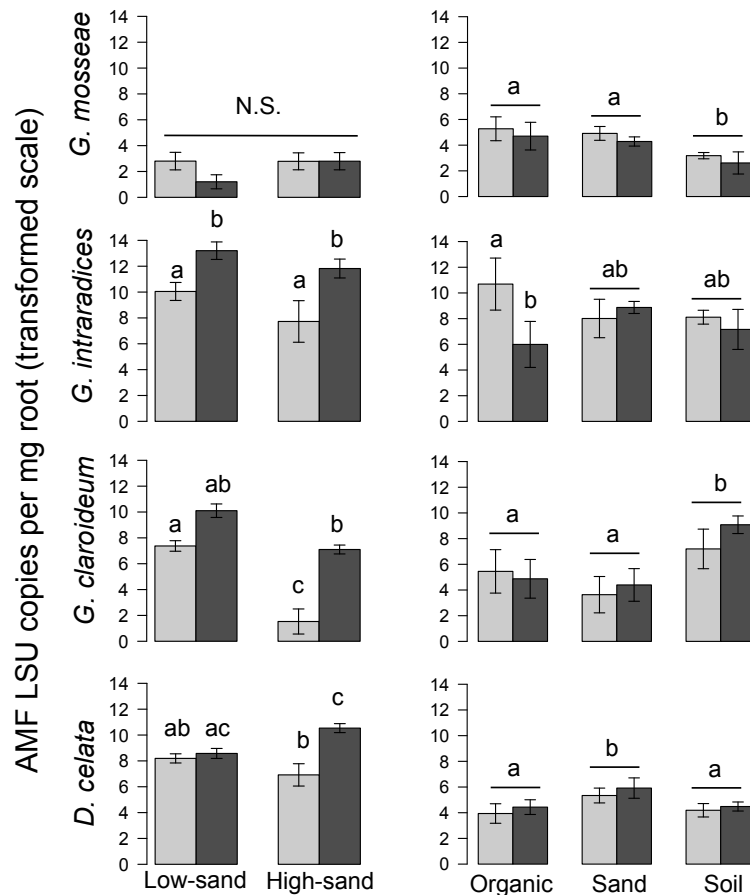 AMF LSU copies per mg root (transformed scale)
G. mosseae
14
12
10
8
6
4
2
0
N.S.
14
12
10
8
6
4
2
0
a
a
b
G. intraradices
14
12
10
8
6
4
2
0
a
b
a
b
14
12
10
8
6
4
2
0
a
b
ab
ab
G. claroideum
14
12
10
8
6
4
2
0
a
ab
c
b
14
12
10
8
6
4
2
0
a
a
b
D. celata
14
12
10
8
6
4
2
0
ab
ac
b
c
14
12
10
8
6
4
2
0
a
b
a
Low-sand High-sand
Organic Sand Soil